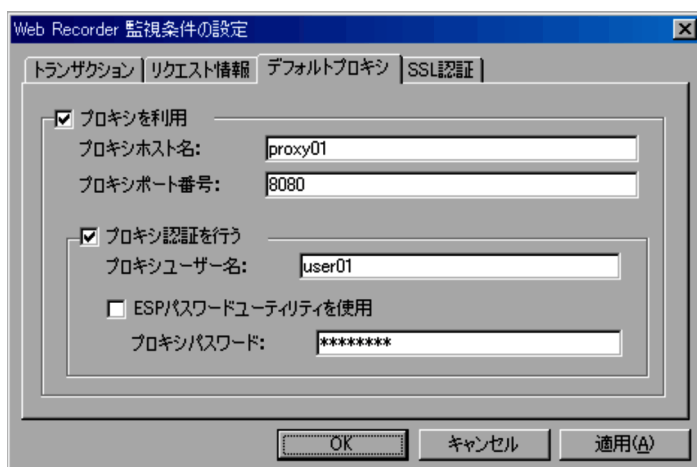 Web Recorder 監視条件の設定
トランザクション リクエスト情報 デフォルトプロキシ SSL認証
プロキシを利用
プロキシホスト名: proxy01
プロキシポート番号: 8080
プロキシ認証を行う
プロキシユーザー名: user01
ESPパスワードユーティリティを使用
プロキシパスワード: ********
OK キャンセル 適用(A)